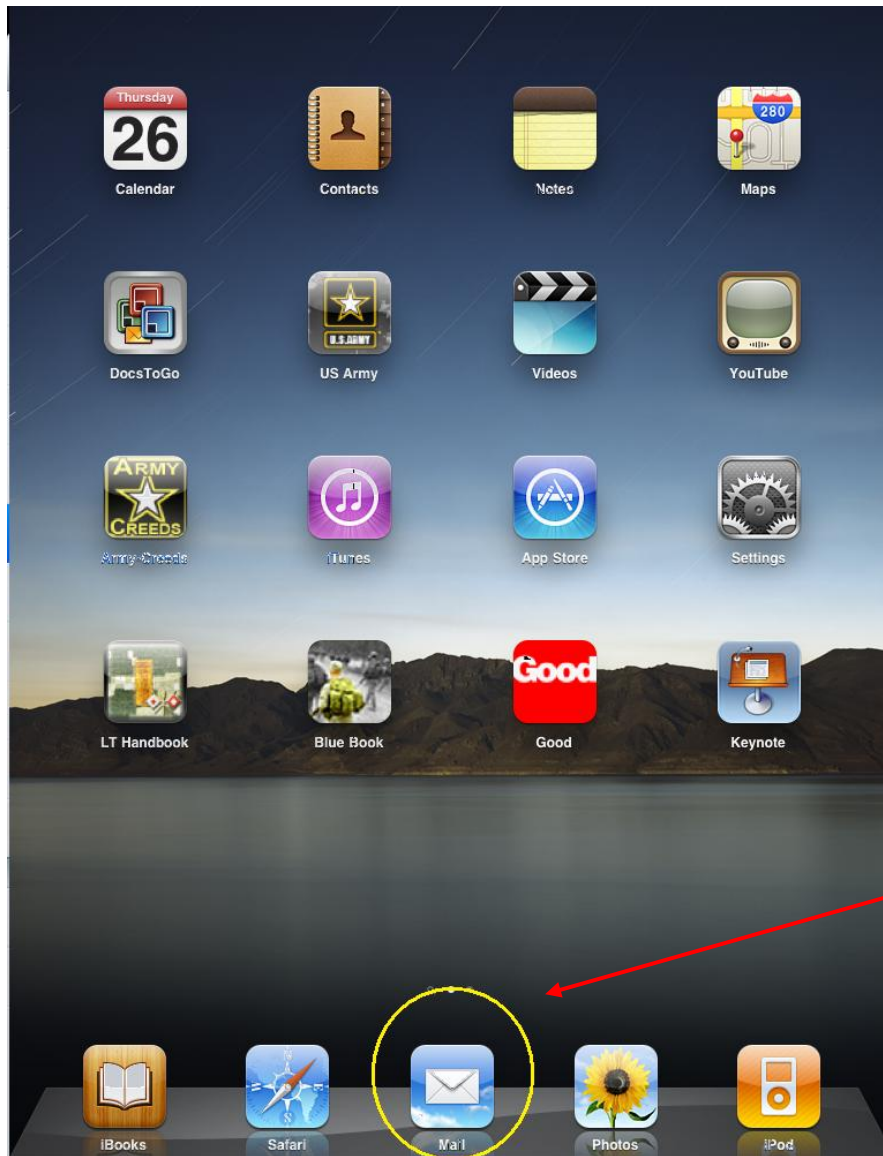 Thursday
26
280
Calendar
Contacts
Notes
Maps
U.S.ARMY
DocsToGo
US Army
Videos
YouTube
ARMY
CREEDS
Army Creeds
iTunes
App Store
Settings
Good
LT Handbook
Blue Book
Good
Keynote
iBooks
Safari
Mail
Photos
iPod